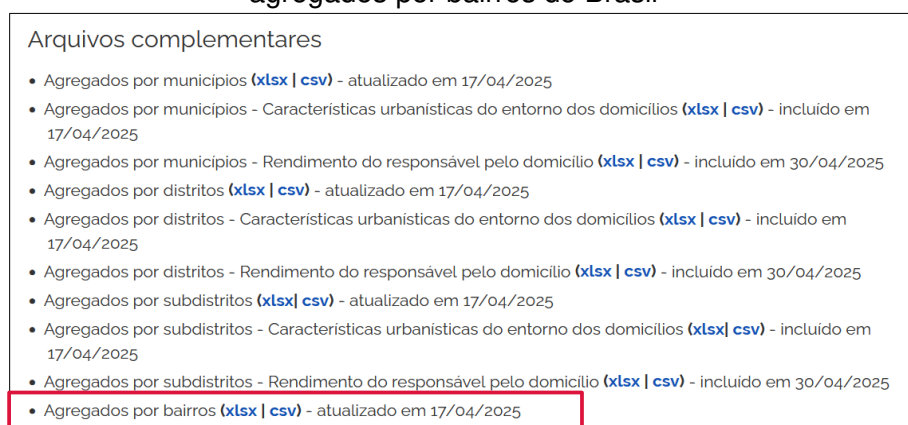 agregados por bairros do Brasil
Arquivos complementares
• Agregados por municípios (xlsx | csv) - atualizado em 17/04/2025
• Agregados por municípios - Características urbanísticas do entorno dos domicílios (xlsx | csv) - incluído em
17/04/2025
• Agregados por municípios - Rendimento do responsável pelo domicílio (xlsx | csv) - incluído em 30/04/2025
• Agregados por distritos (xlsx | csv) - atualizado em 17/04/2025
• Agregados por distritos - Características urbanísticas do entorno dos domicílios (xlsx | csv) - incluído em
17/04/2025
• Agregados por distritos - Rendimento do responsável pelo domicílio (xlsx | csv) - incluído em 30/04/2025
• Agregados por subdistritos (xlsx| csv) - atualizado em 17/04/2025
• Agregados por subdistritos - Características urbanísticas do entorno dos domicílios (xlsx| csv) - incluído em
17/04/2025
• Agregados por subdistritos - Rendimento do responsável pelo domicílio (xlsx | csv) - incluído em 30/04/2025
• Agregados por bairros (xlsx | csv) - atualizado em 17/04/2025